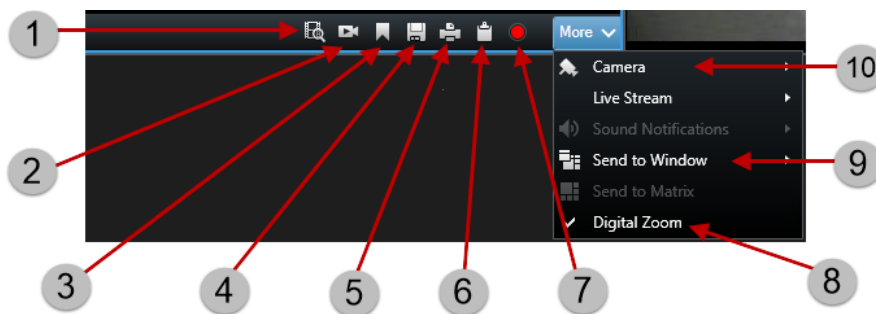 1
More
Camera
10
Live Stream
Sound Notifications
2
Send to Window
9
Send to Matrix
Digital Zoom
3
4
5
6
7
8